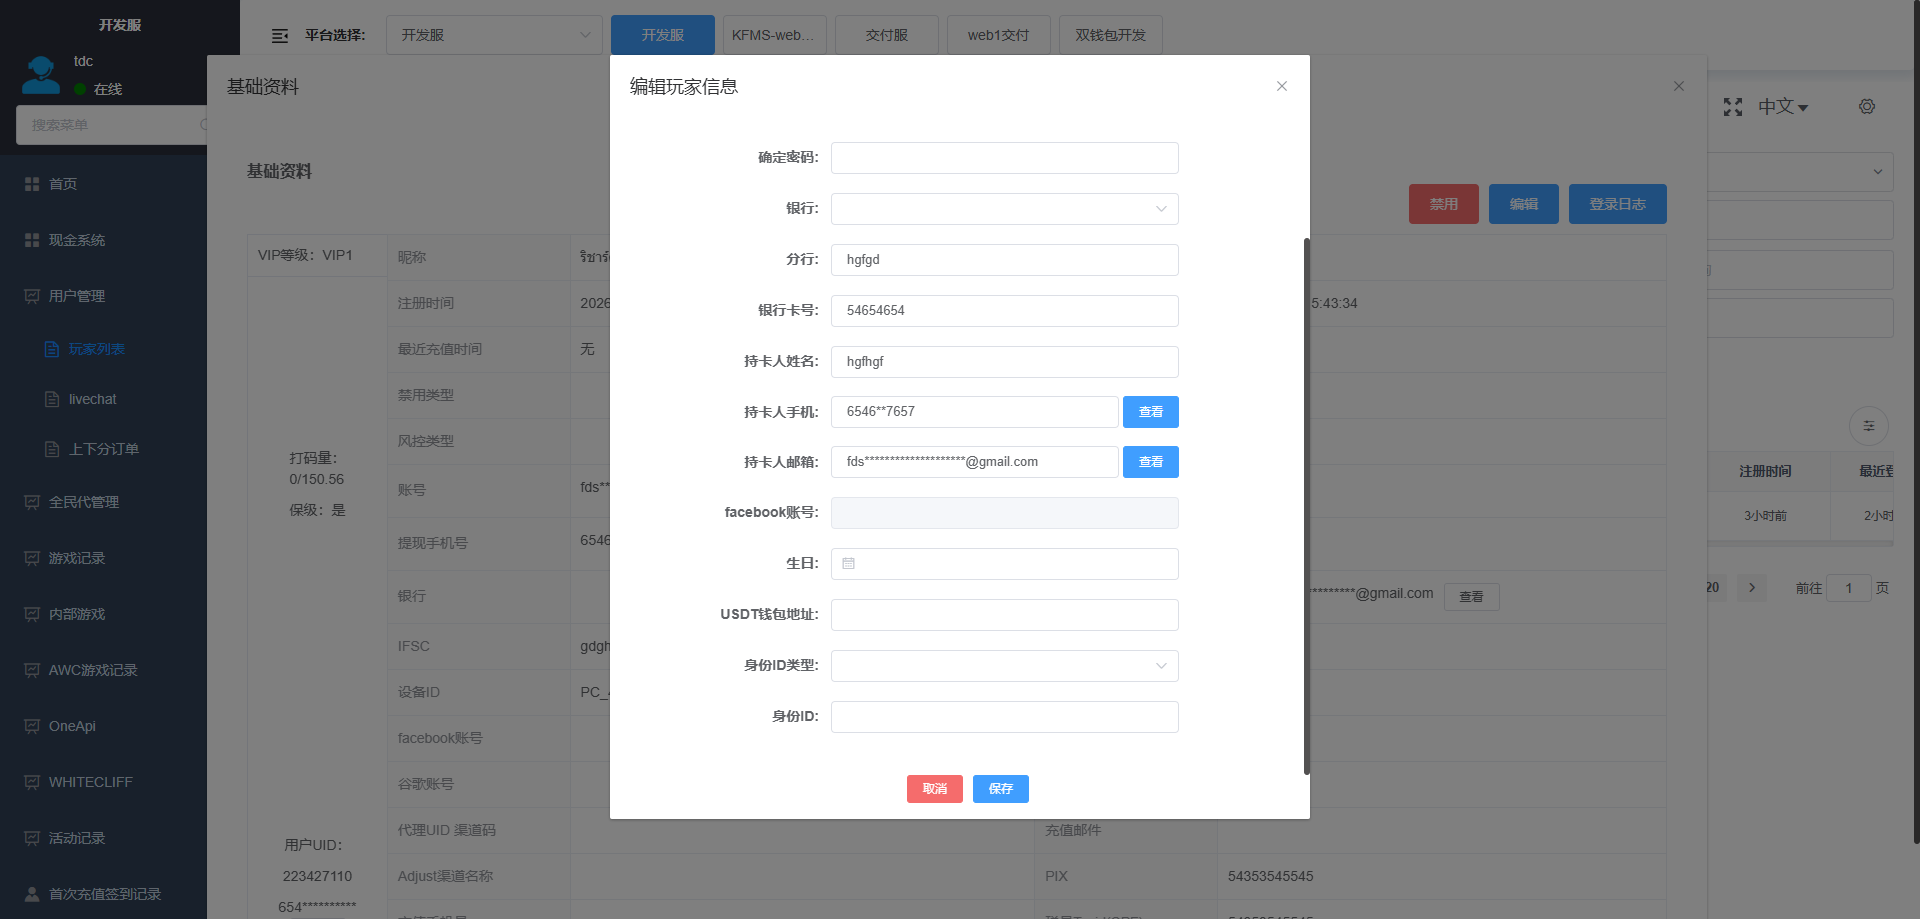 开发服
tdc
在线
搜索菜单
首页
现金系统
用户管理
玩家列表
livechat
上下分订单
全民代管理
游戏记录
内部游戏
AWC游戏记录
OneApi
WHITECLIFF
活动记录
首次充值签到记录
平台选择:
开发服
开发服
KFMS-web...
交付服
web1交付
双钱包开发
中文
基础资料
基础资料
禁用
编辑
登录日志
VIP等级：VIP1
打码量：
0/150.56
保级：是
用户UID：
223427110
654**********
昵称
注册时间
2026
5:43:34
最近充值时间
无
禁用类型
风控类型
账号
fds**
提现手机号
6546
银行
*********@gmail.com
查看
IFSC
gdgh
设备ID
PC_
facebook账号
谷歌账号
代理UID 渠道码
充值邮件
Adjust渠道名称
PIX
54353545545
编辑玩家信息
确定密码:
银行:
分行:
hgfgd
银行卡号:
54654654
持卡人姓名:
hgfhgf
持卡人手机:
6546**7657
查看
持卡人邮箱:
fds********************@gmail.com
查看
facebook账号:
生日:
USDT钱包地址:
身份ID类型:
身份ID:
取消
保存
注册时间
3小时前
2小时
20
前往
1
页